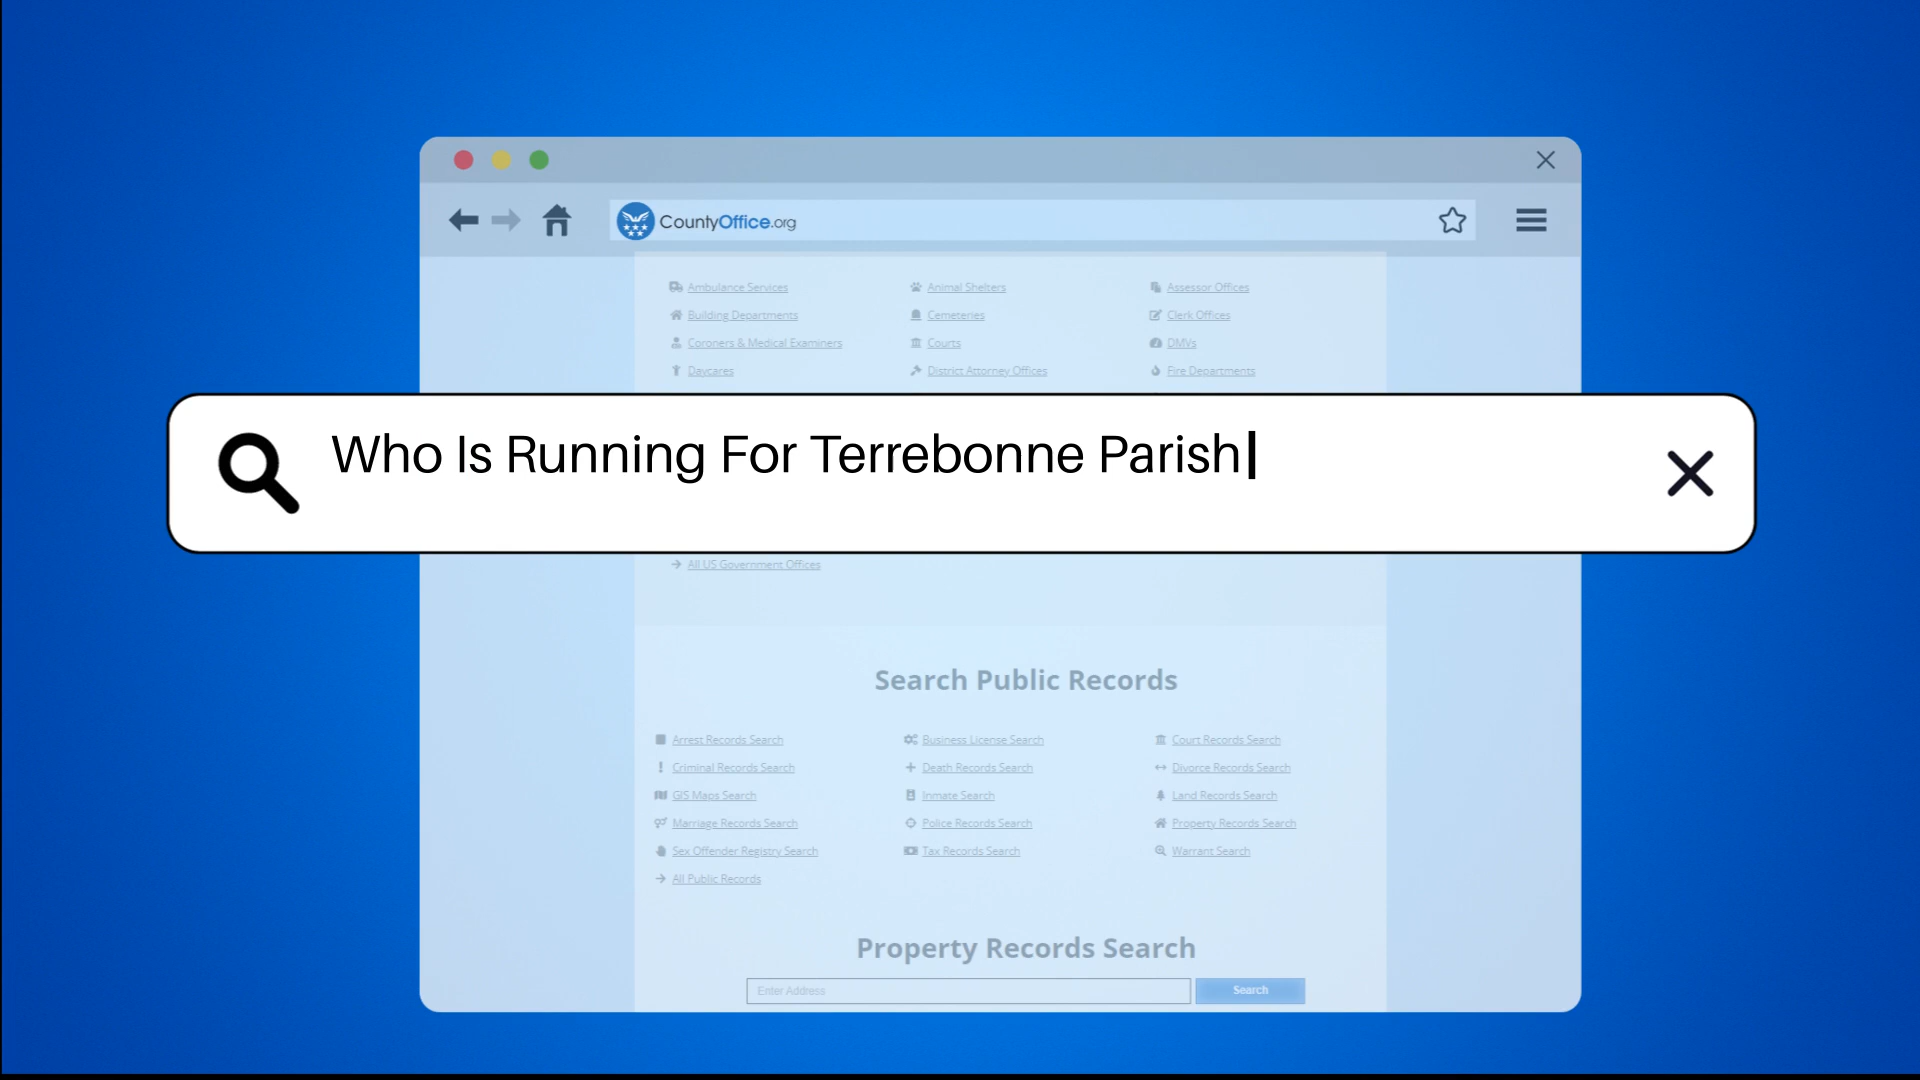 CountyOffice.org
Ambulance Services Animal Shelters Assessor Offices
Building Departments Cemeteries Clerk Offices
Coroners & Medical Examiners Courts DMVs
Daycares District Attorney Offices Fire Departments
Who Is Running For Terrebonne Parish
All US Government Offices
Search Public Records
Arrest Records Search Business License Search Court Records Search
Criminal Records Search Death Records Search Divorce Records Search
GIS Maps Search Inmate Search Land Records Search
Marriage Records Search Police Records Search Property Records Search
Sex Offender Registry Search Tax Records Search Warrant Search
All Public Records
Property Records Search
Enter Address Search